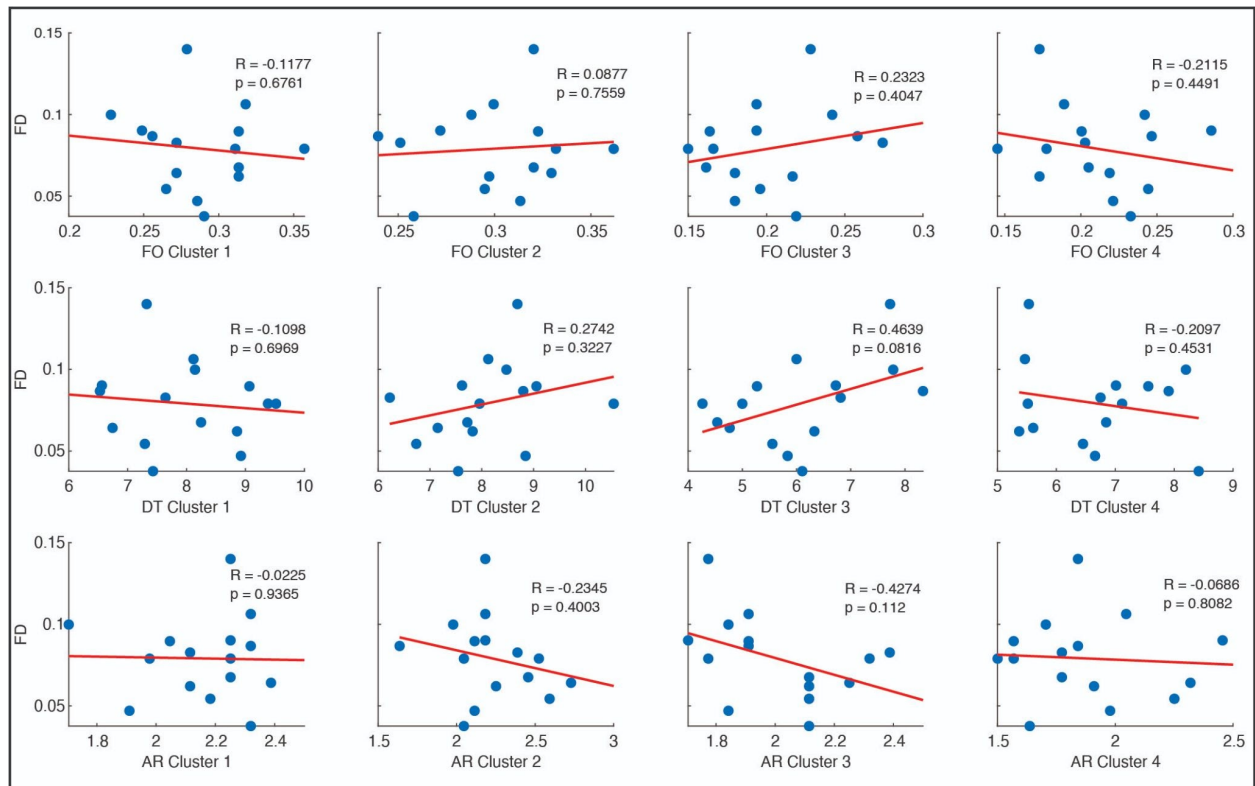 0.15
0.1
0.05
FD
R = -0.1177
p = 0.6761
0.2 0.25 0.3 0.35
FO Cluster 1
R = 0.0877
p = 0.7559
0.25 0.3 0.35
FO Cluster 2
R = 0.2323
p = 0.4047
0.15 0.2 0.25 0.3
FO Cluster 3
R = -0.2115
p = 0.4491
0.15 0.2 0.25 0.3
FO Cluster 4
0.15
0.1
0.05
FD
R = -0.1098
p = 0.6969
6 7 8 9 10
DT Cluster 1
R = 0.2742
p = 0.3227
6 7 8 9 10
DT Cluster 2
R = 0.4639
p = 0.0816
4 5 6 7 8
DT Cluster 3
R = -0.2097
p = 0.4531
5 6 7 8 9
DT Cluster 4
0.15
0.1
0.05
FD
R = -0.0225
p = 0.9365
1.8 2 2.2 2.4
AR Cluster 1
R = -0.2345
p = 0.4003
1.5 2 2.5 3
AR Cluster 2
R = -0.4274
p = 0.112
1.8 2 2.2 2.4
AR Cluster 3
R = -0.0686
p = 0.8082
1.5 2 2.5
AR Cluster 4